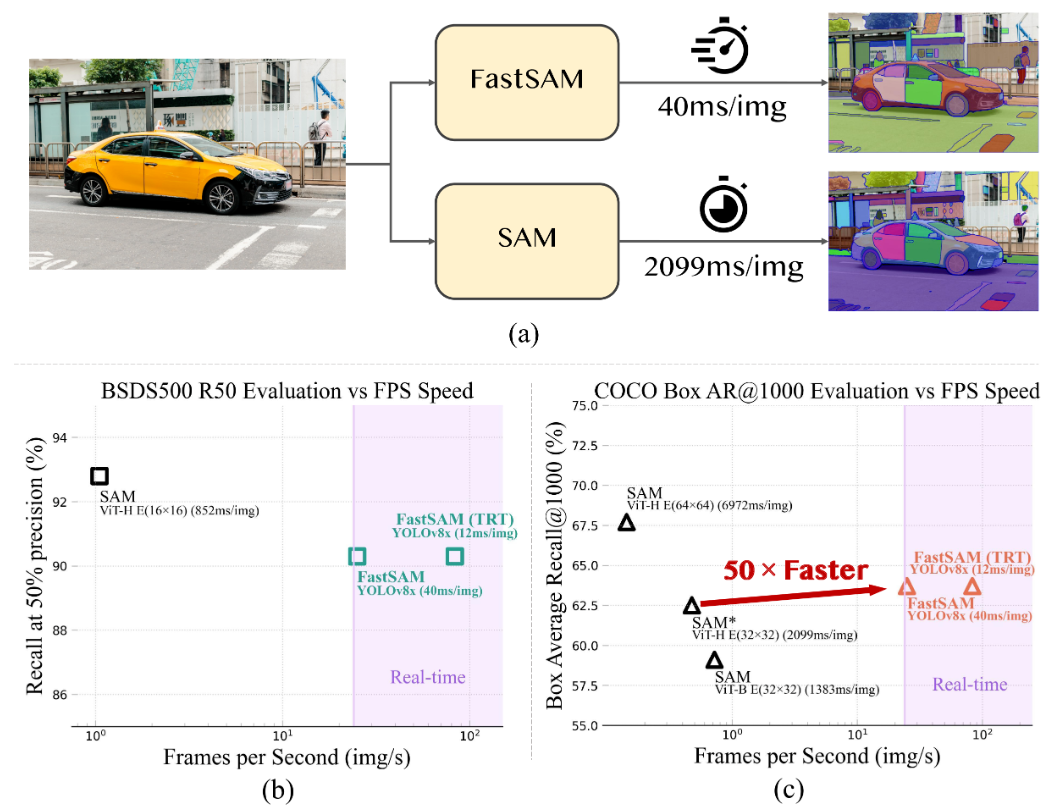 FastSAM
40ms/img
SAM
2099ms/img
(a)
BSDS500 R50 Evaluation vs FPS Speed
Recall at 50% precision (%)
94
92
90
88
86
SAM
ViT-H E(16×16) (852ms/img)
FastSAM (TRT)
YOLOv8x (12ms/img)
FastSAM
YOLOv8x (40ms/img)
Real-time
10⁰
10¹
10²
Frames per Second (img/s)
(b)
COCO Box AR@1000 Evaluation vs FPS Speed
Box Average Recall@1000 (%)
75.0
72.5
70.0
67.5
65.0
62.5
60.0
57.5
55.0
SAM
ViT-H E(64×64) (6972ms/img)
50 × Faster
FastSAM (TRT)
YOLOv8x (12ms/img)
FastSAM
YOLOv8x (40ms/img)
SAM*
ViT-H E(32×32) (2099ms/img)
SAM
ViT-B E(32×32) (1383ms/img)
Real-time
10⁰
10¹
10²
Frames per Second (img/s)
(c)